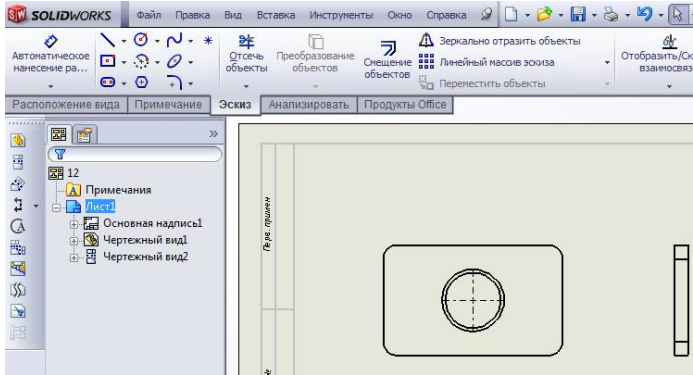 SW SOLIDWORKS Файл Правка Вид Вставка Инструменты Окно Справка
Автоматическое нанесение ра...
Отсечь объекты
Преобразование объектов
Смещение объектов
Зеркально отразить объекты
Линейный массив эскиза
Переместить объекты
Отобразить/Ск
взаимосвяз
Расположение вида Примечание Эскиз Анализировать Продукты Office
12
Примечания
Лист1
Основная надпись1
Чертежный вид1
Чертежный вид2
Перв. примен